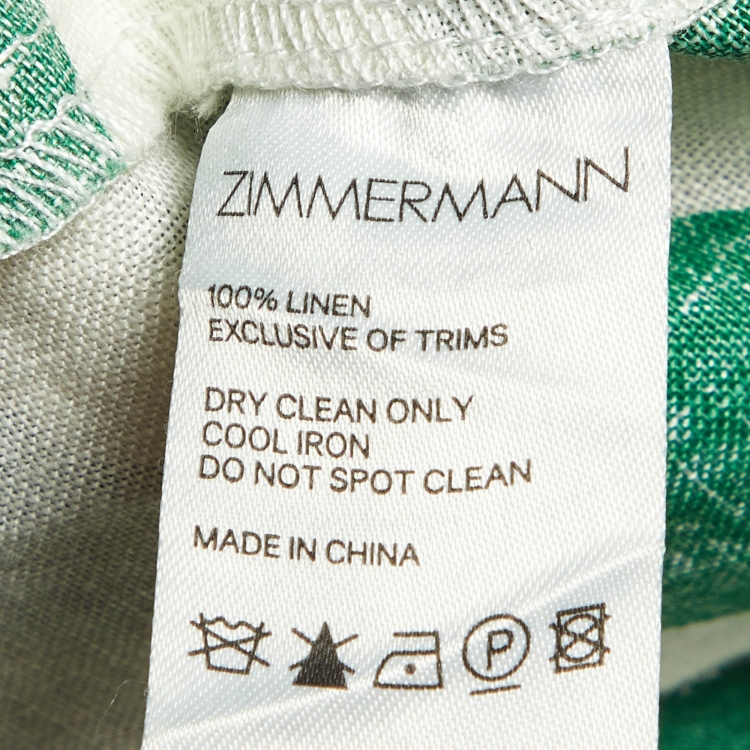 ZIMMERMANN
100% LINEN
EXCLUSIVE OF TRIMS
DRY CLEAN ONLY
COOL IRON
DO NOT SPOT CLEAN
MADE IN CHINA
P